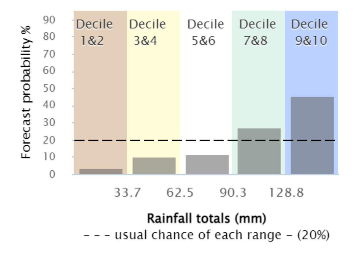 Forecast probability %
90
80
70
60
50
40
30
20
10
0
Decile 1&2
Decile 3&4
Decile 5&6
Decile 7&8
Decile 9&10
33.7 62.5 90.3 128.8
Rainfall totals (mm)
- - - usual chance of each range - (20%)